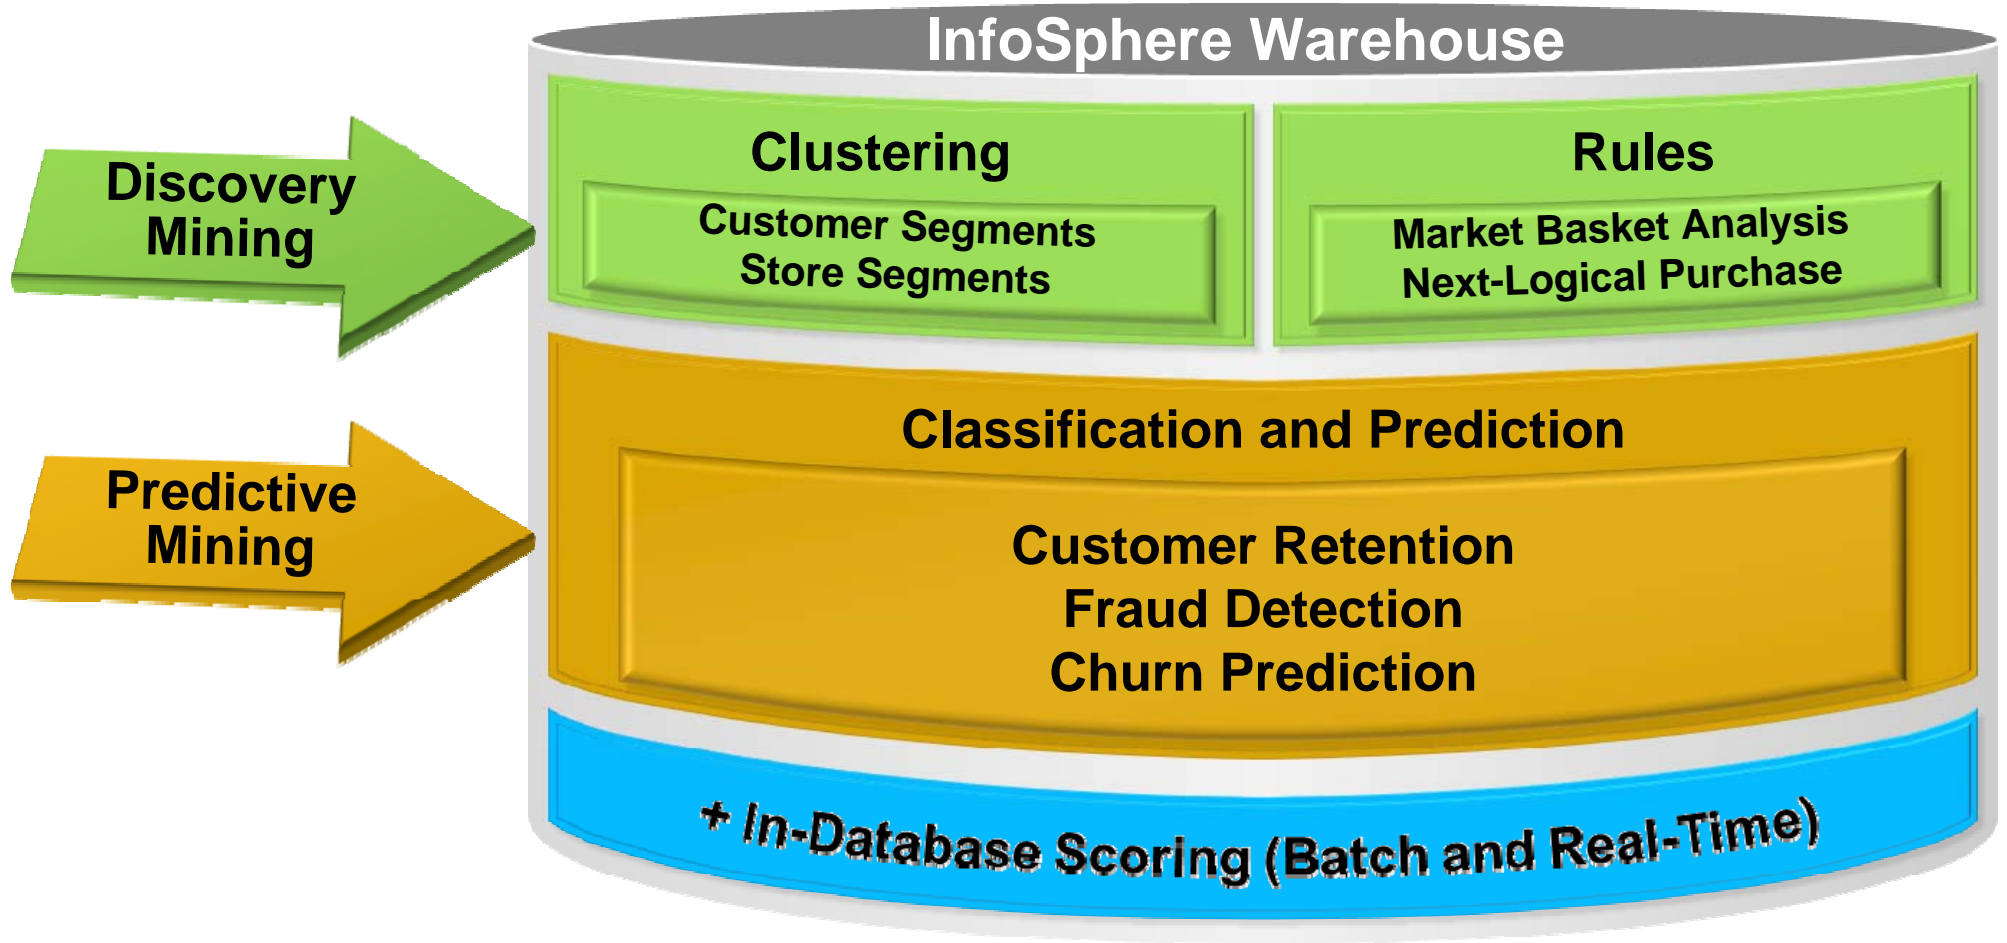 InfoSphere Warehouse
Discovery
Mining
Clustering
Customer Segments
Store Segments
Rules
Market Basket Analysis
Next-Logical Purchase
Predictive
Mining
Classification and Prediction
Customer Retention
Fraud Detection
Churn Prediction
+ In-Database Scoring (Batch and Real-Time)